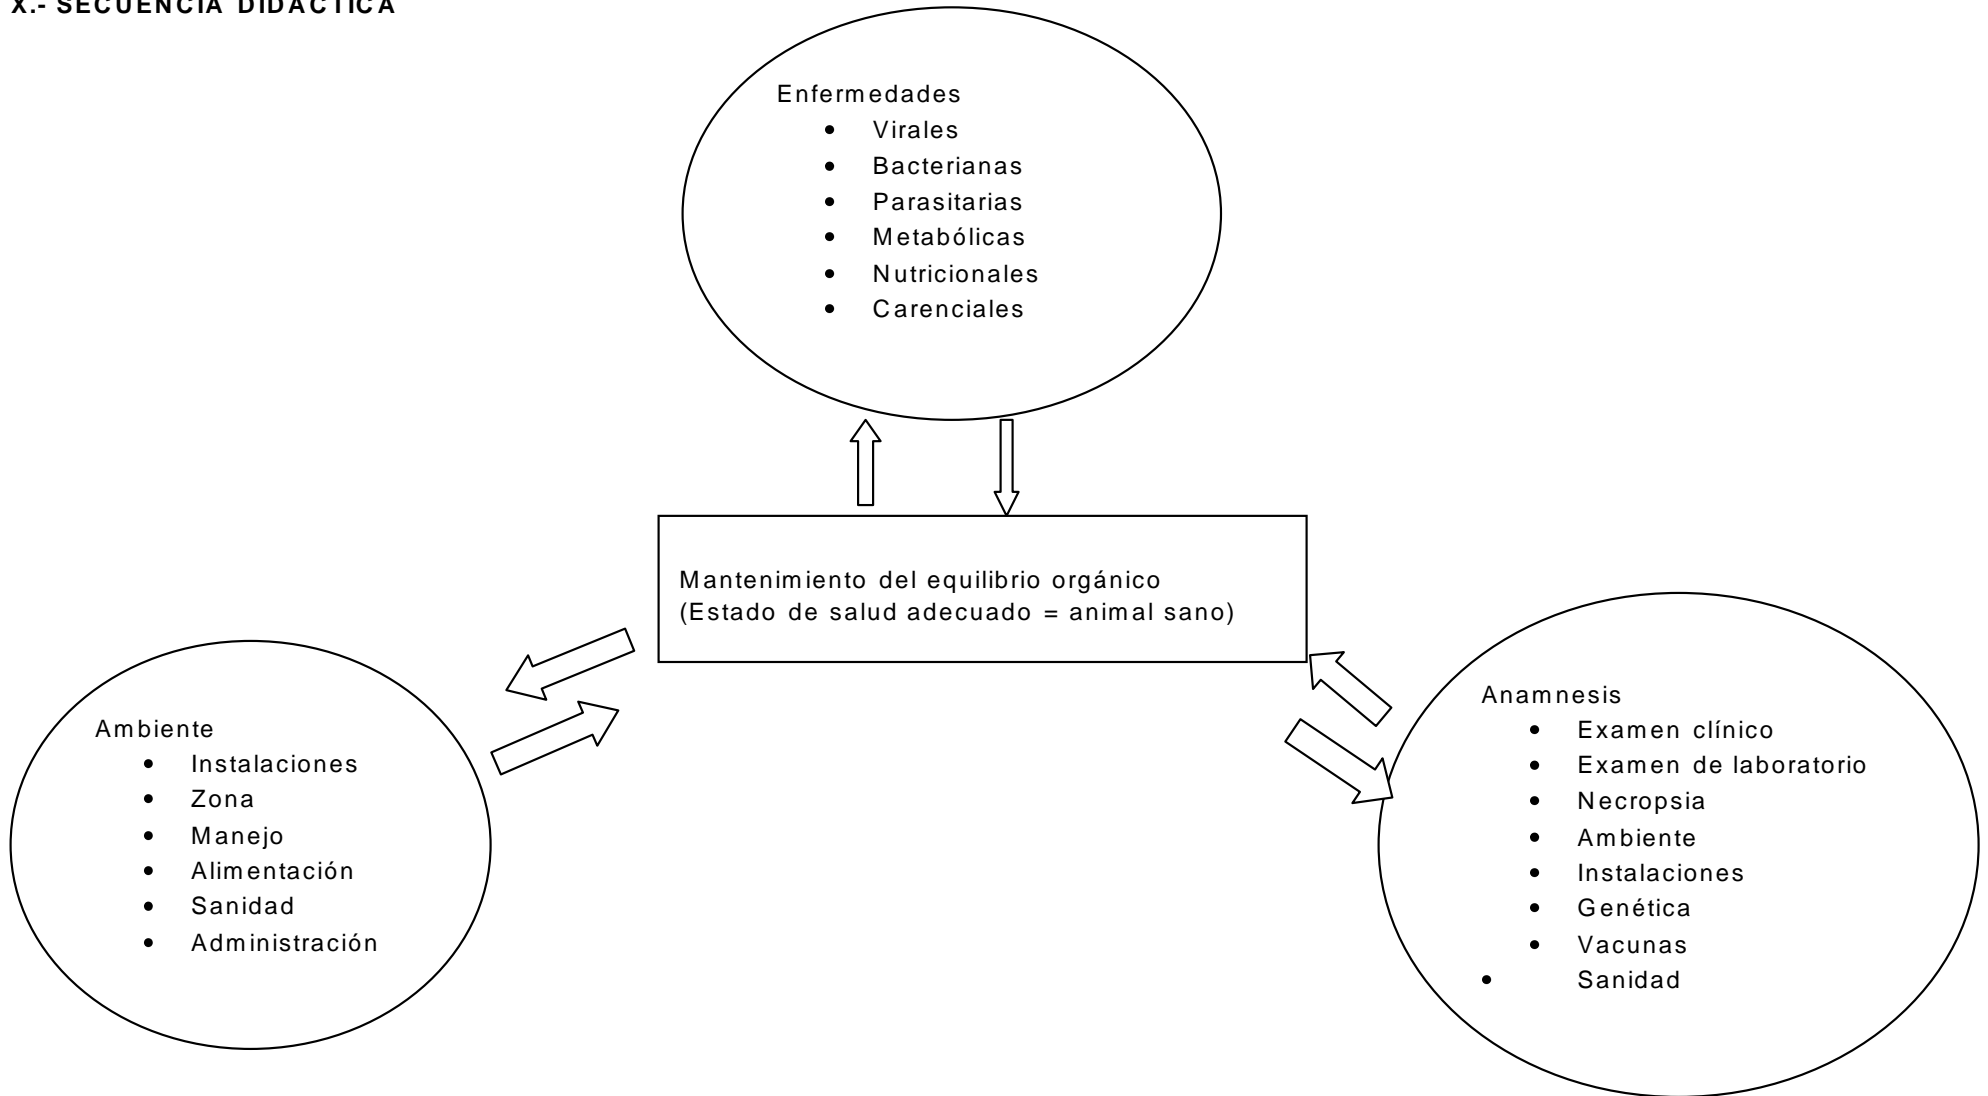 X.- SECUENCIA DIDÁCTICA
Enfermedades
• Virales
• Bacterianas
• Parasitarias
• Metabólicas
• Nutricionales
• Carenciales
Mantenimiento del equilibrio orgánico
(Estado de salud adecuado = animal sano)
Ambiente
• Instalaciones
• Zona
• Manejo
• Alimentación
• Sanidad
• Administración
Anamnesis
• Examen clínico
• Examen de laboratorio
• Necropsia
• Ambiente
• Instalaciones
• Genética
• Vacunas
• Sanidad